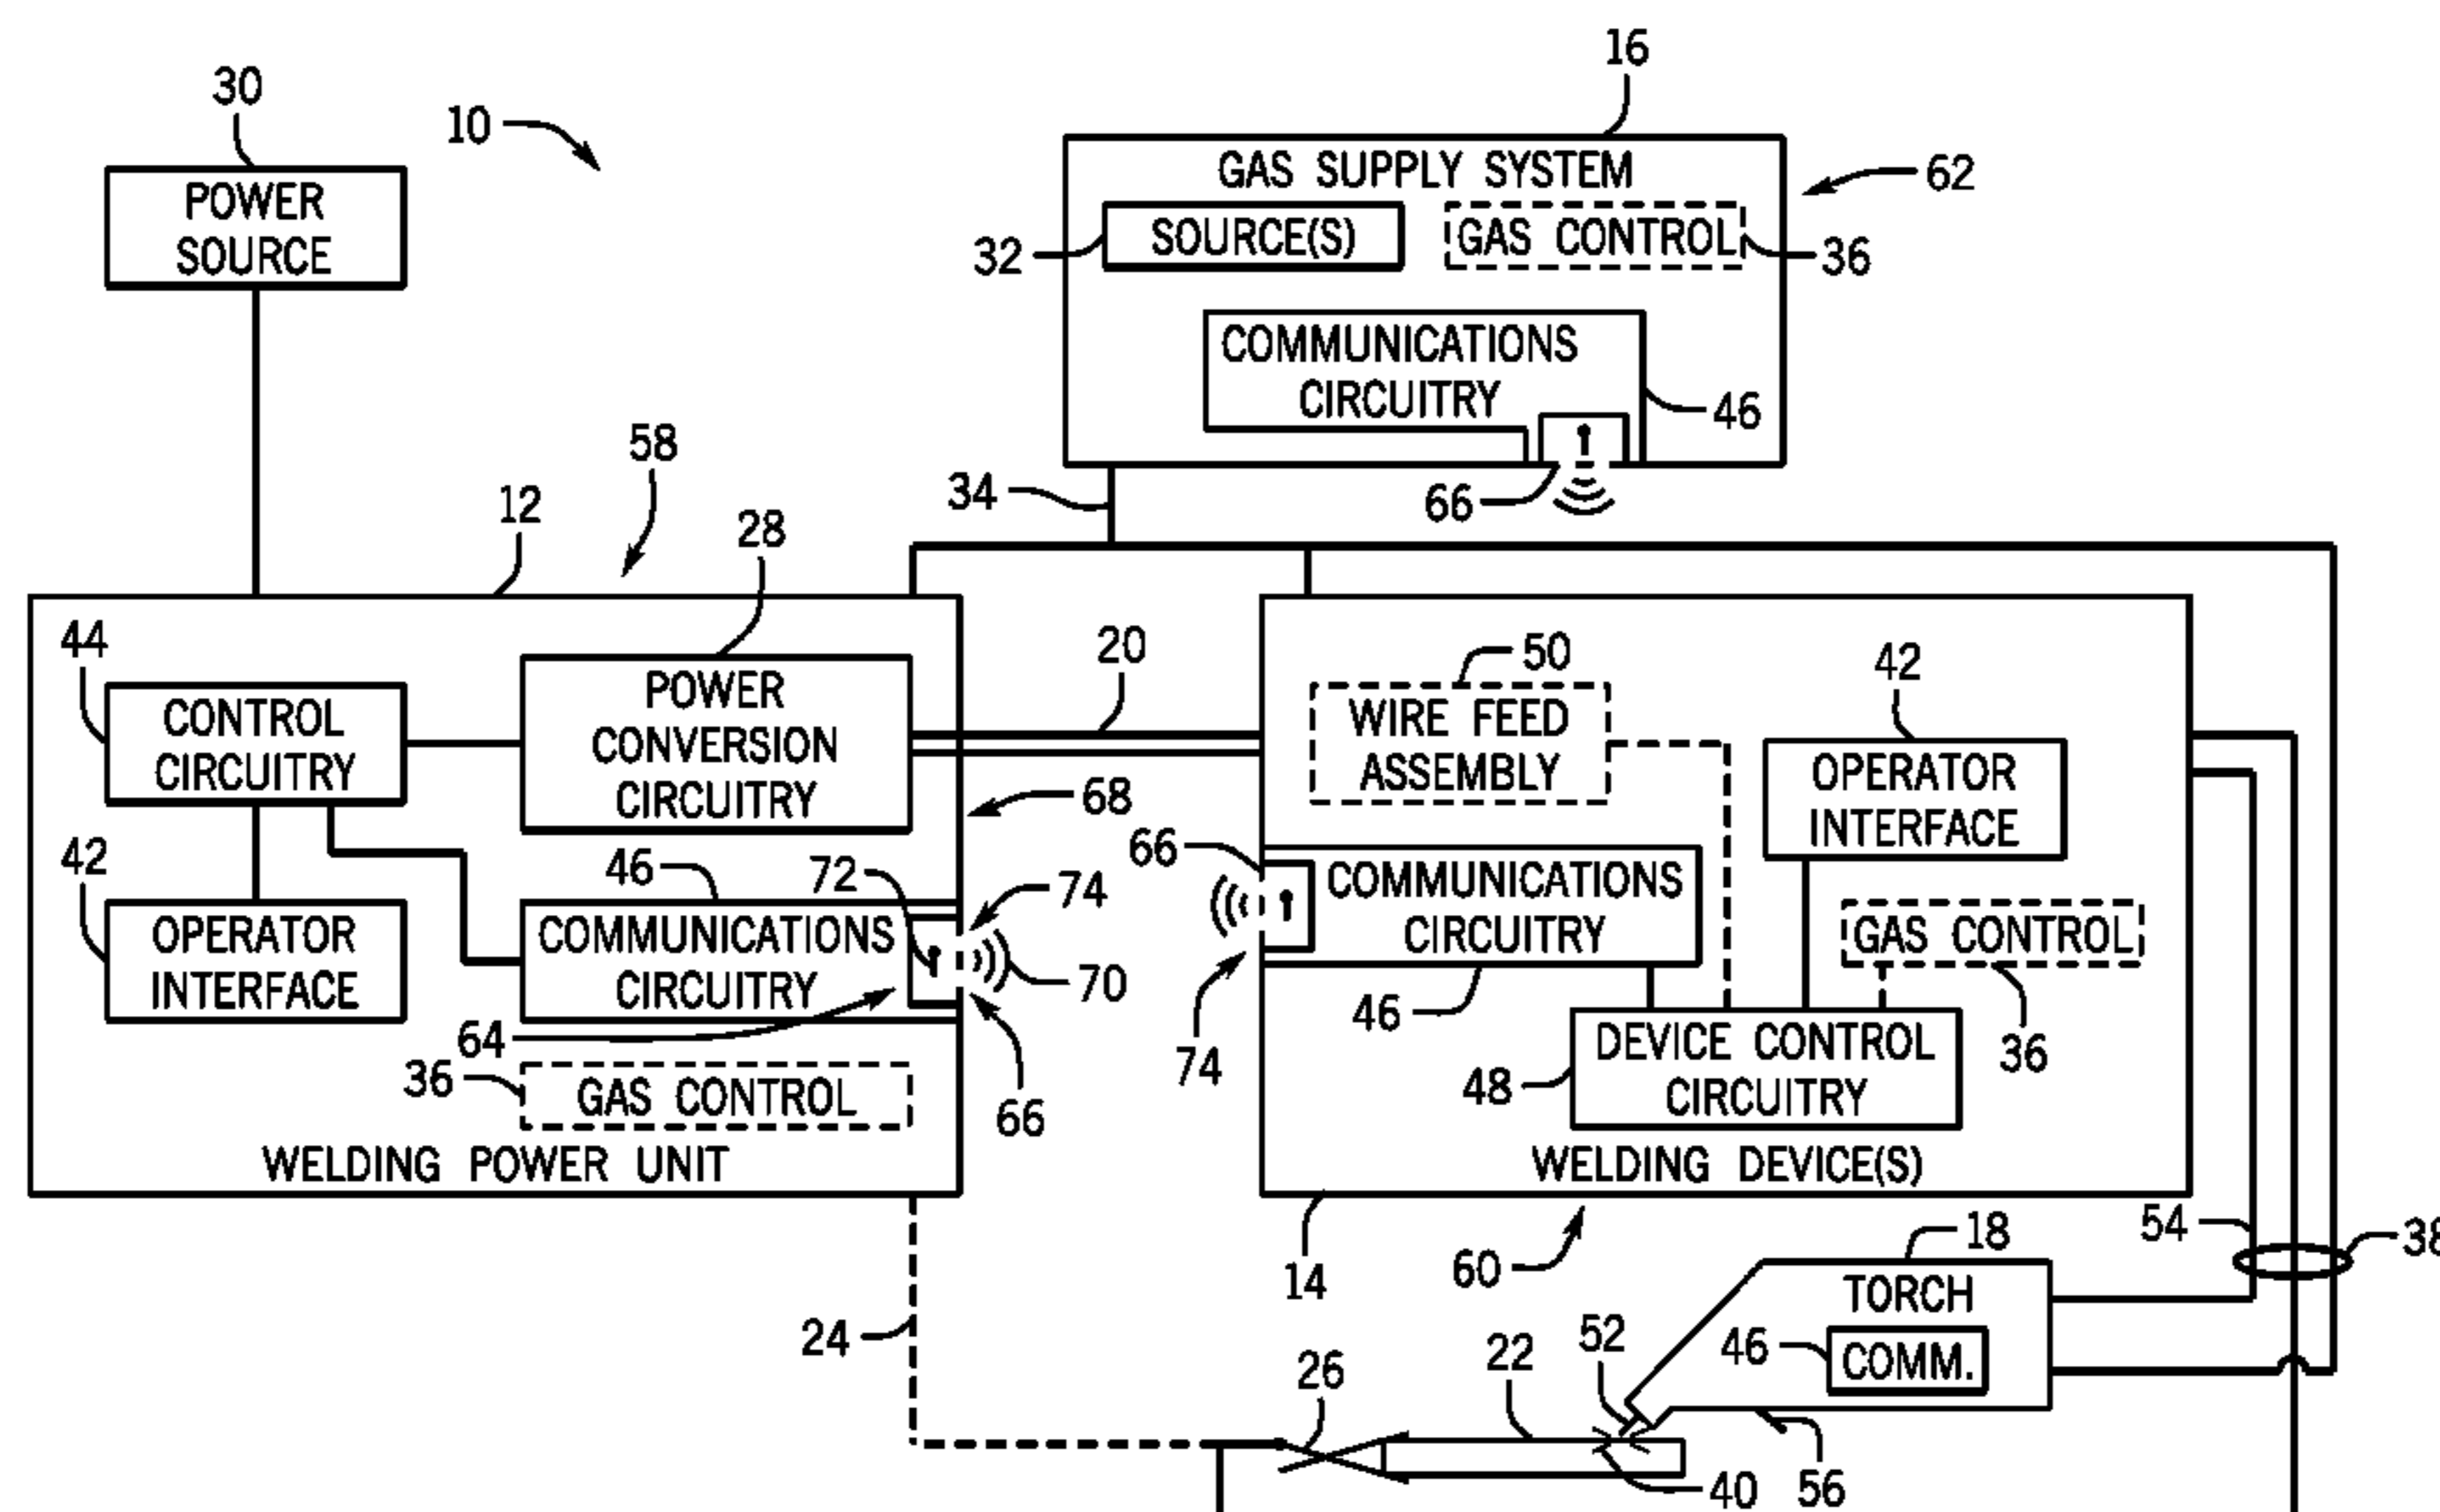 16
30
10
GAS SUPPLY SYSTEM
62
POWER
SOURCE
SOURCE(S)
GAS CONTROL
32
36
COMMUNICATIONS
CIRCUITRY
46
58
34
66
12
28
44
20
50
42
POWER
CONVERSION
CIRCUITRY
CONTROL
CIRCUITRY
WIRE FEED
ASSEMBLY
OPERATOR
INTERFACE
68
42
46
72
74
66
COMMUNICATIONS
CIRCUITRY
OPERATOR
INTERFACE
COMMUNICATIONS
CIRCUITRY
GAS CONTROL
70
64
46
74
36
36
GAS CONTROL
66
48
DEVICE CONTROL
CIRCUITRY
WELDING POWER UNIT
WELDING DEVICE(S)
54
18
38
60
14
TORCH
24
52
22
46
COMM.
26
40
56